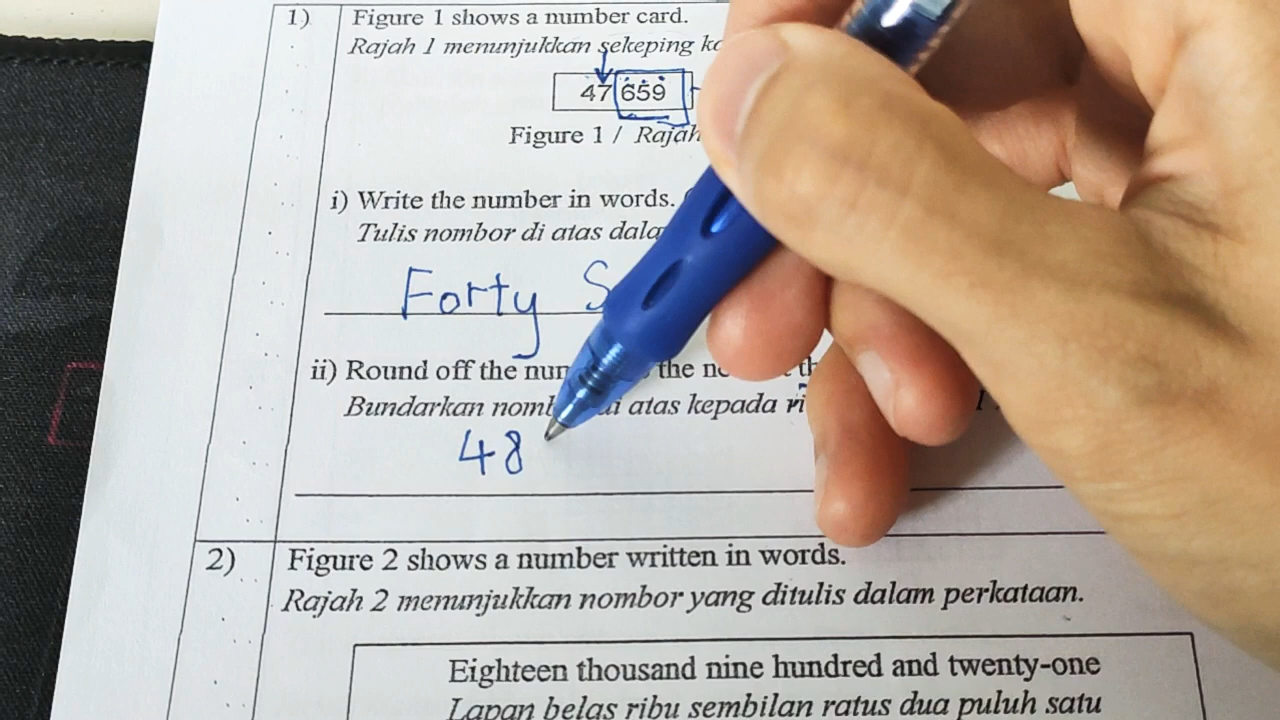 1) Figure 1 shows a number card.
Rajah 1 menunjukkan sekeping
47 659
Figure 1 / Rajah
i) Write the number in words.
Tulis nombor di atas
Forty
ii) Round off the the
Bundarkan di atas kepada
48
2) Figure 2 shows a number written in words.
Rajah 2 menunjukkan nombor yang ditulis dalam perkataan.
Eighteen thousand nine hundred and twenty-one
Lapan belas ribu sembilan ratus dua puluh satu